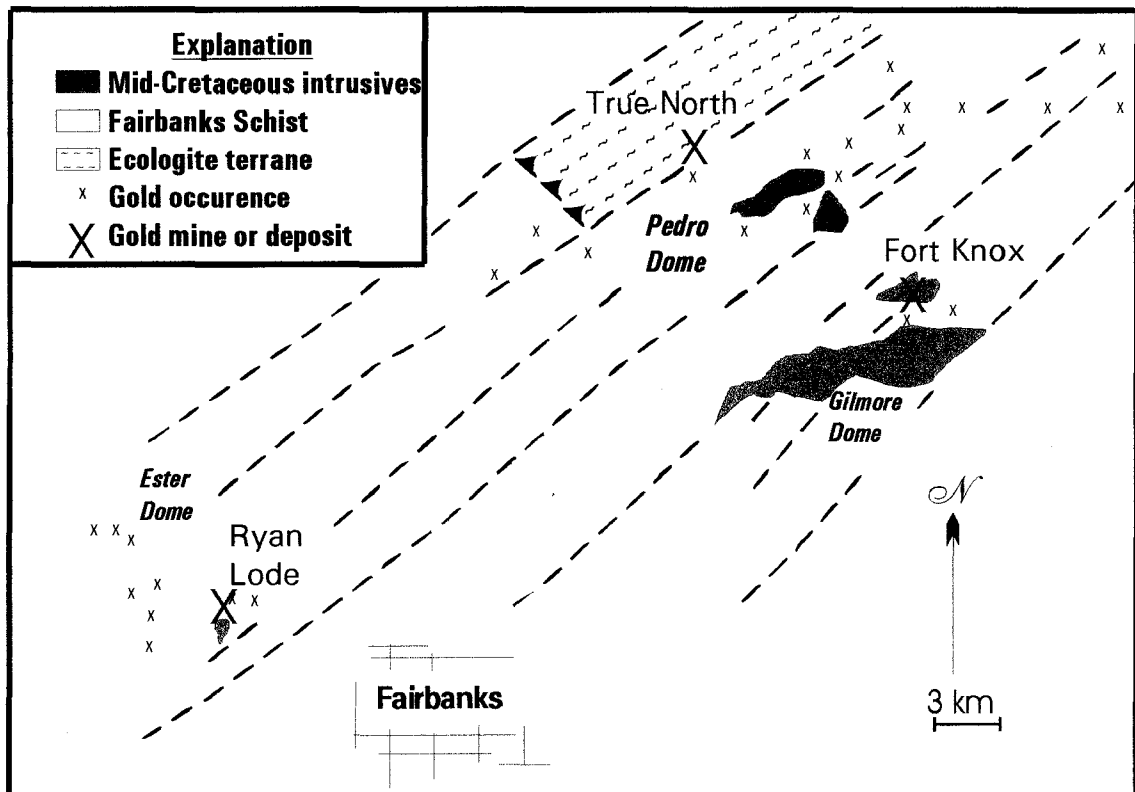 Explanation
Mid-Cretaceous intrusives
Fairbanks Schist
Ecologite terrane
x Gold occurence
X Gold mine or deposit
True North
Pedro
Dome
Fort Knox
Gilmore
Dome
Ester
Dome
Ryan
Lode
N
Fairbanks
3 km